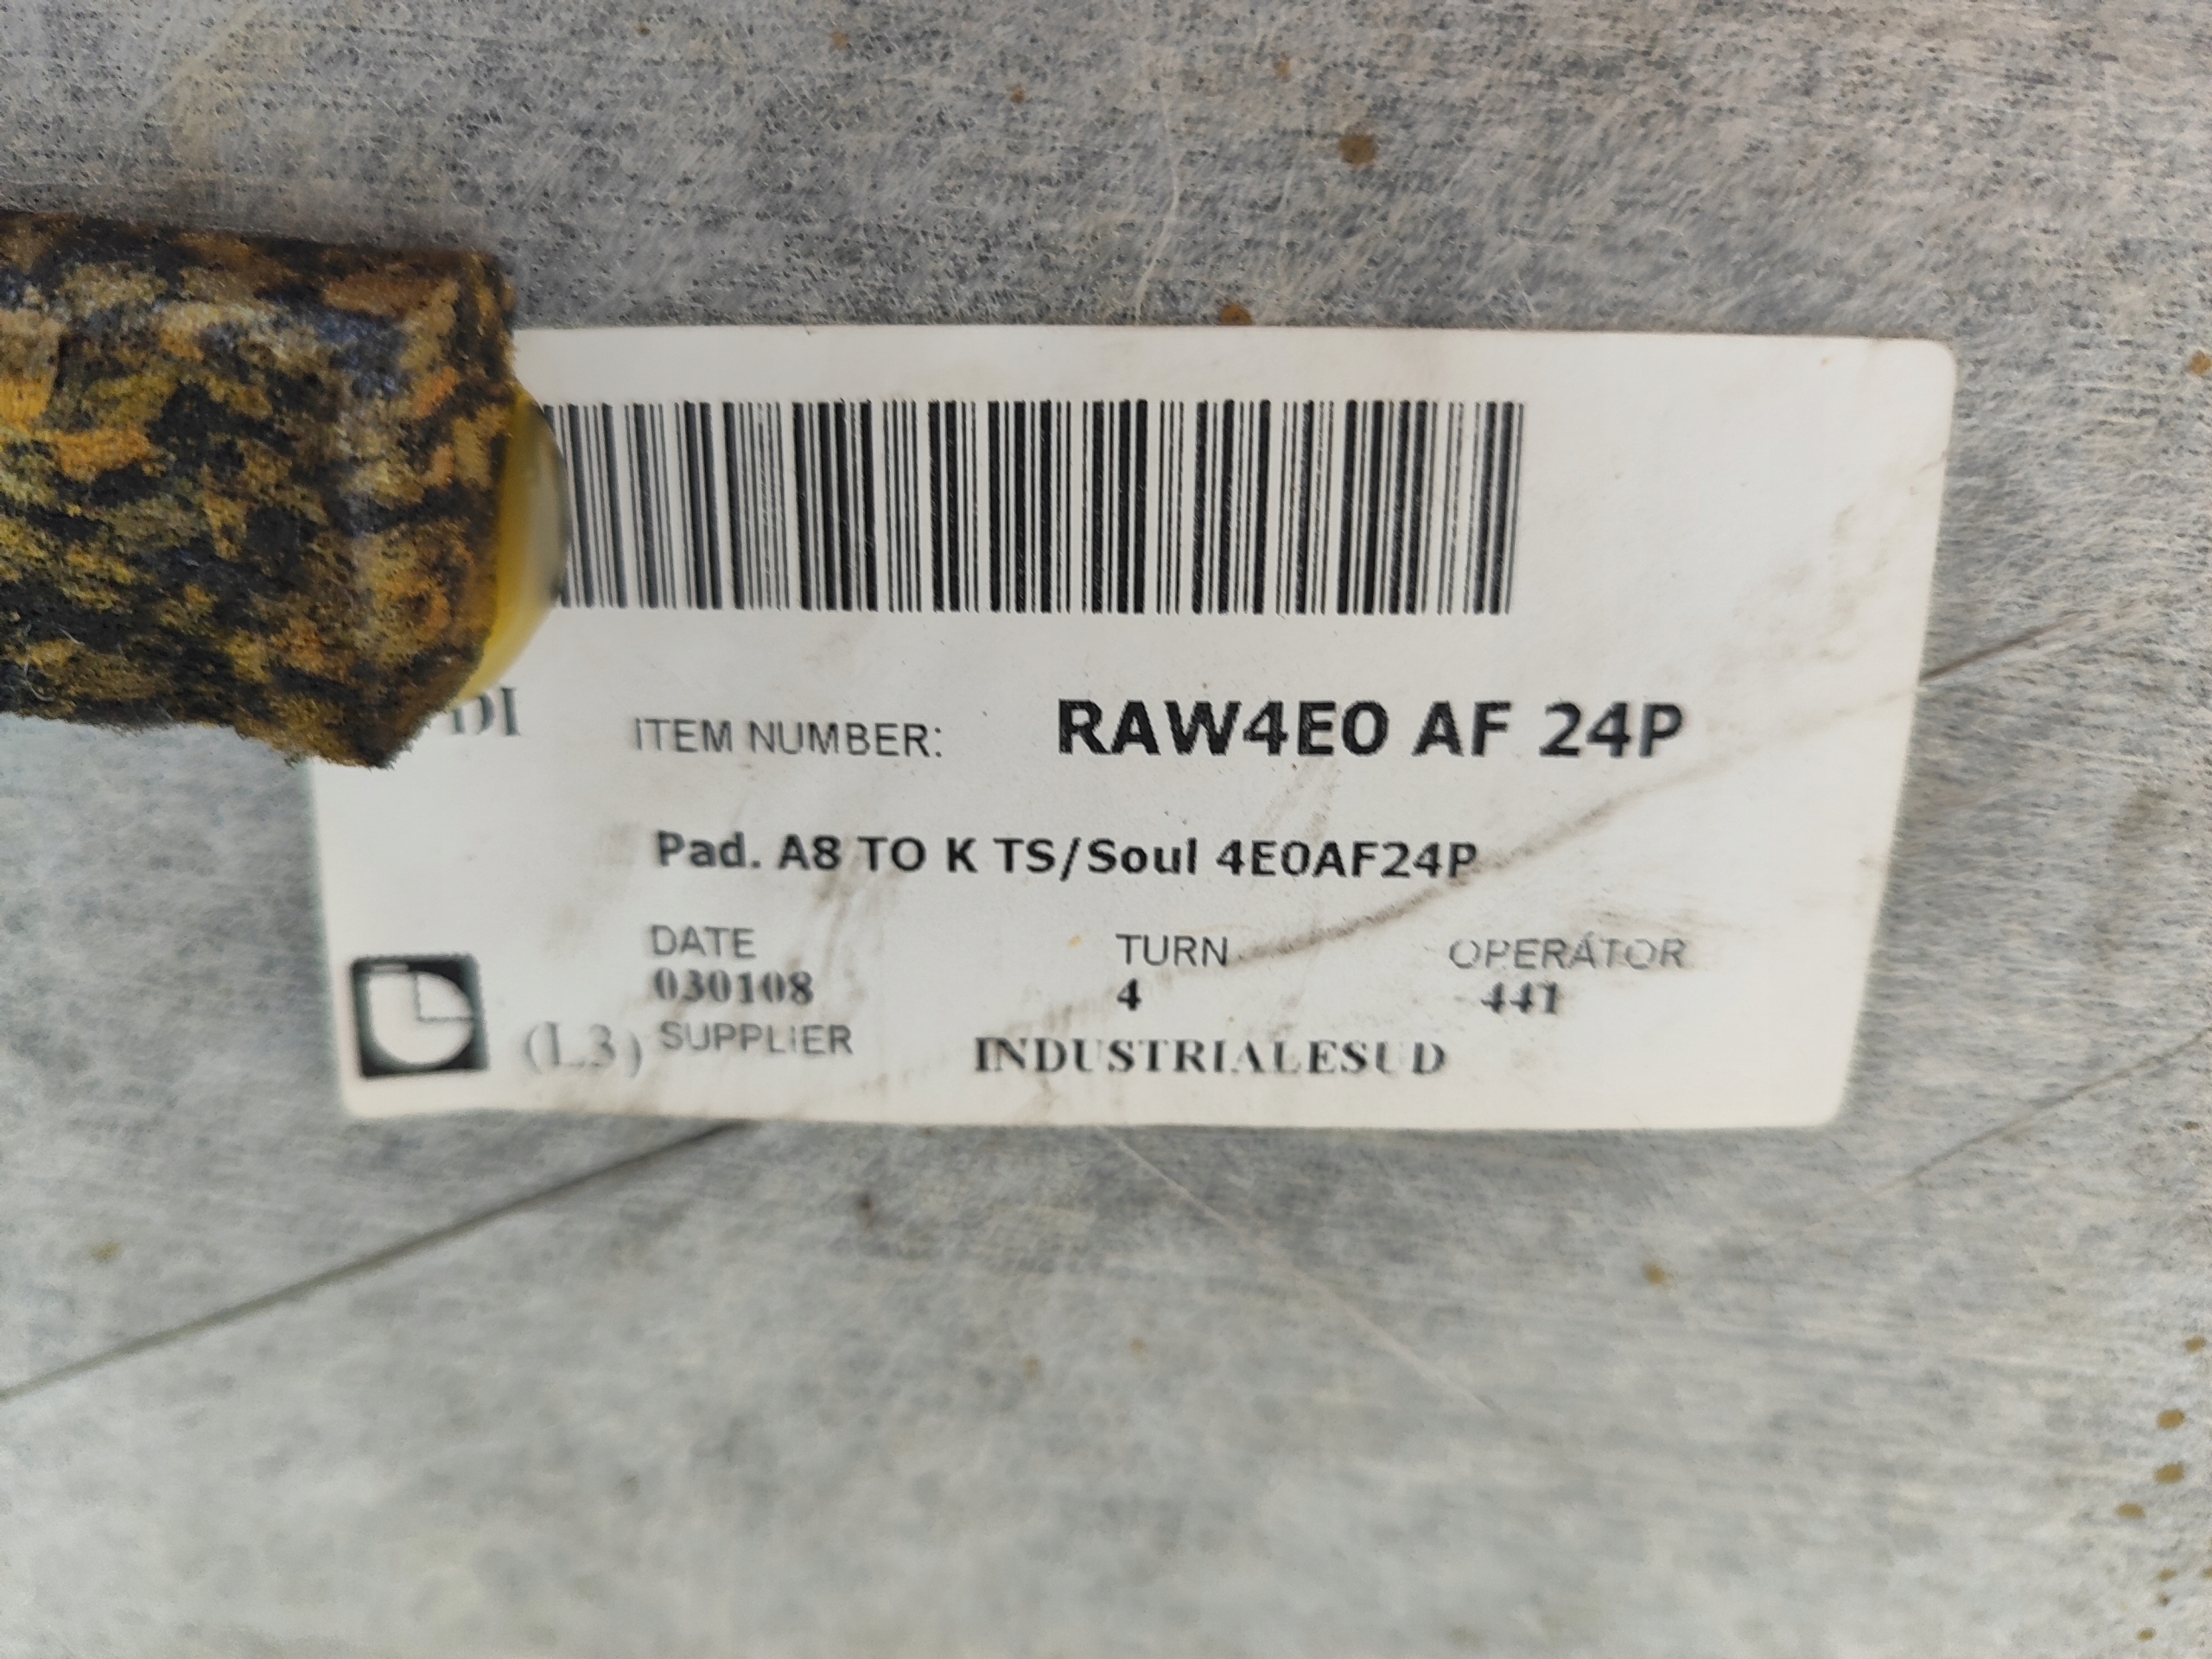 DI ITEM NUMBER: RAW4E0 AF 24P
Pad. A8 TO K TS/Soul 4E0AF24P
DATE TURN OPERATOR
030108 4 441
(L3) SUPPLIER INDUSTRIALESUD